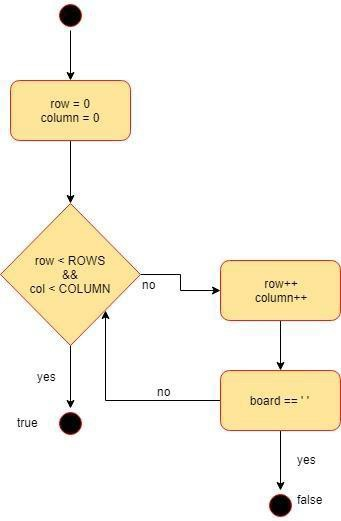 row = 0
column = 0
row < ROWS
&&
col < COLUMN
no
row++
column++
yes
no
board == ' '
true
yes
false